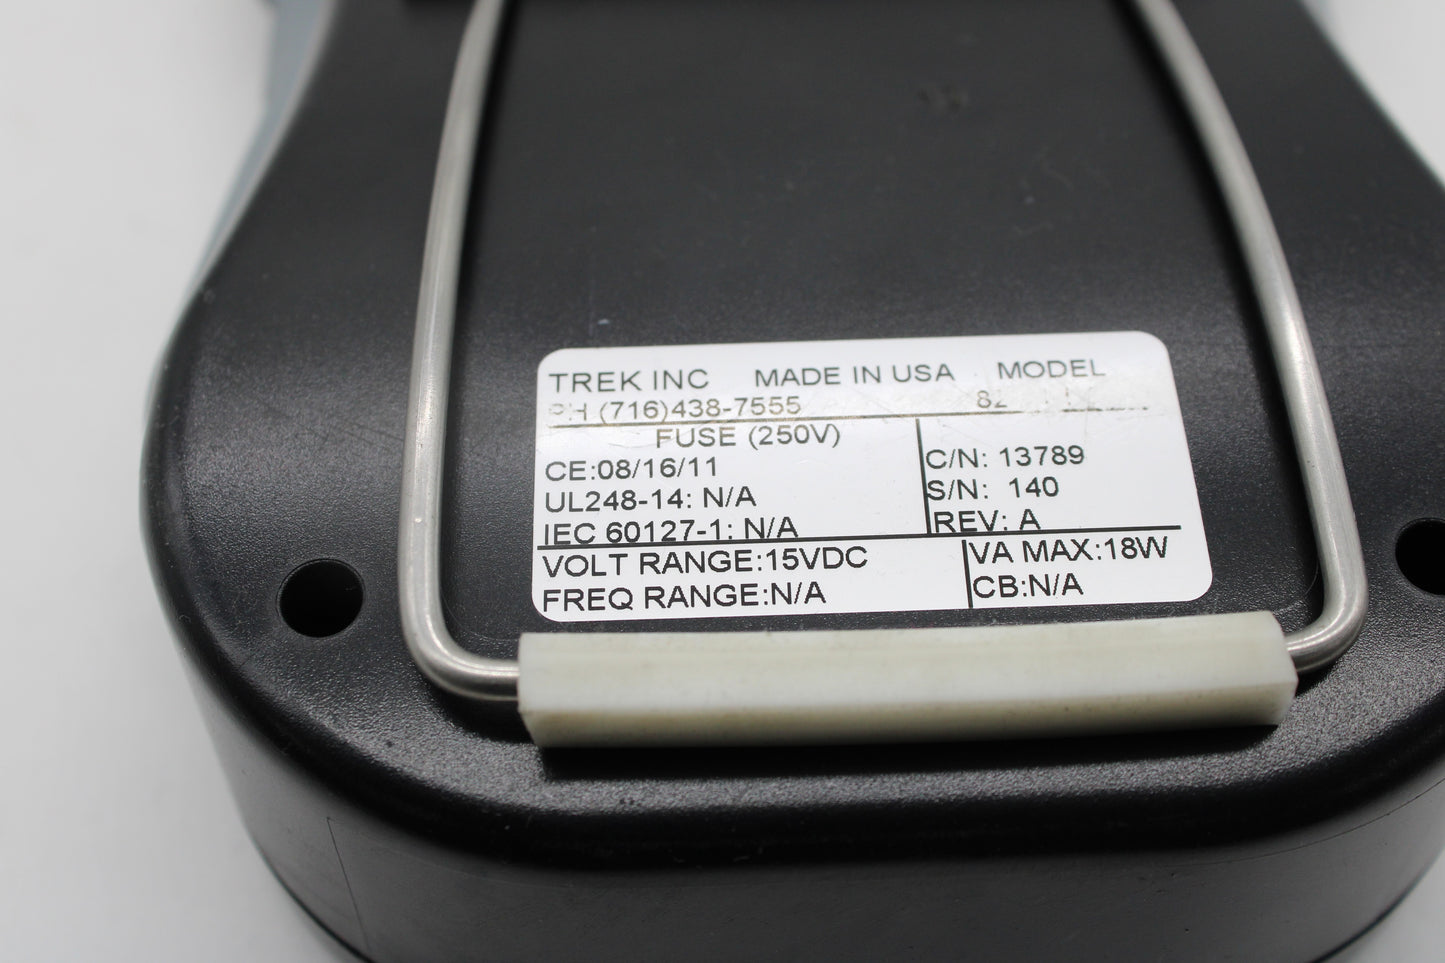 TREK INC MADE IN USA MODEL
PH (716)438-7555
FUSE (250V)
CE:08/16/11
UL248-14: N/A
IEC 60127-1: N/A
C/N: 13789
S/N: 140
REV: A
VOLT RANGE:15VDC
FREQ RANGE:N/A
VA MAX:18W
CB:N/A